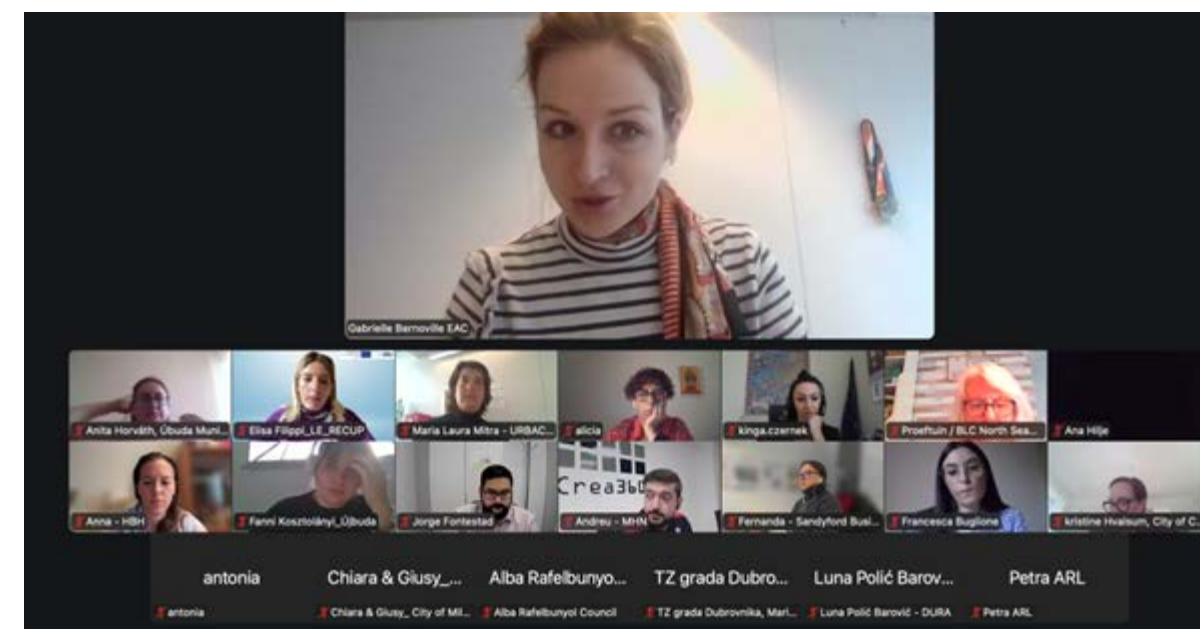 Gabrielle Bernoville EAC
Anita Horváth, Óbuda Muni...
Elisa Filippi_LE_RECUP
Maria Laura Mitra - URBAC...
alicia
kinga.czernek
Proeftuin / BLC North Sea...
Ana Hilje
Anna - HBH
Fanni Kosztolányi_Újbuda
Jorge Fontestad
Crea360
Andreu - MHN
Fernanda - Sandyford Busi...
Francesca Buglione
kristine Hvalsum, City of C...
antonia
Chiara & Giusy_...
Alba Rafelbunyo...
TZ grada Dubro...
Luna Polić Barov...
Petra ARL
antonia
Chiara & Giusy_ City of Mil...
Alba Rafelbunyol Council
TZ grada Dubrovnika, Mari...
Luna Polić Barović - DURA
Petra ARL